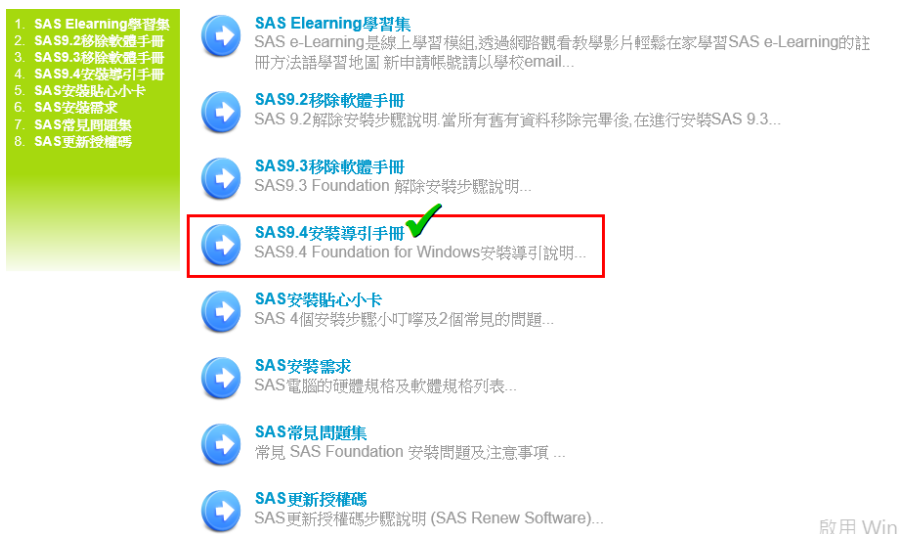 1. SAS Elearning學習集
2. SAS9.2移除軟體手冊
3. SAS9.3移除軟體手冊
4. SAS9.4安裝導引手冊
5. SAS安裝貼心小卡
6. SAS安裝需求
7. SAS常見問題集
8. SAS更新授權碼
SAS Elearning學習集
SAS e-Learning是線上學習模組,透過網路觀看教學影片輕鬆在家學習SAS e-Learning的註
冊方法語學習地圖 新申請帳號請以學校email...
SAS9.2移除軟體手冊
SAS 9.2解除安裝步驟說明.當所有舊有資料移除完畢後,在進行安裝SAS 9.3...
SAS9.3移除軟體手冊
SAS9.3 Foundation 解除安裝步驟說明...
SAS9.4安裝導引手冊
SAS9.4 Foundation for Windows安裝導引說明...
SAS安裝貼心小卡
SAS 4個安裝步驟小叮嚀及2個常見的問題...
SAS安裝需求
SAS電腦的硬體規格及軟體規格列表...
SAS常見問題集
常見 SAS Foundation 安裝問題及注意事項 ...
SAS更新授權碼
SAS更新授權碼步驟說明 (SAS Renew Software)...
啟用 Win